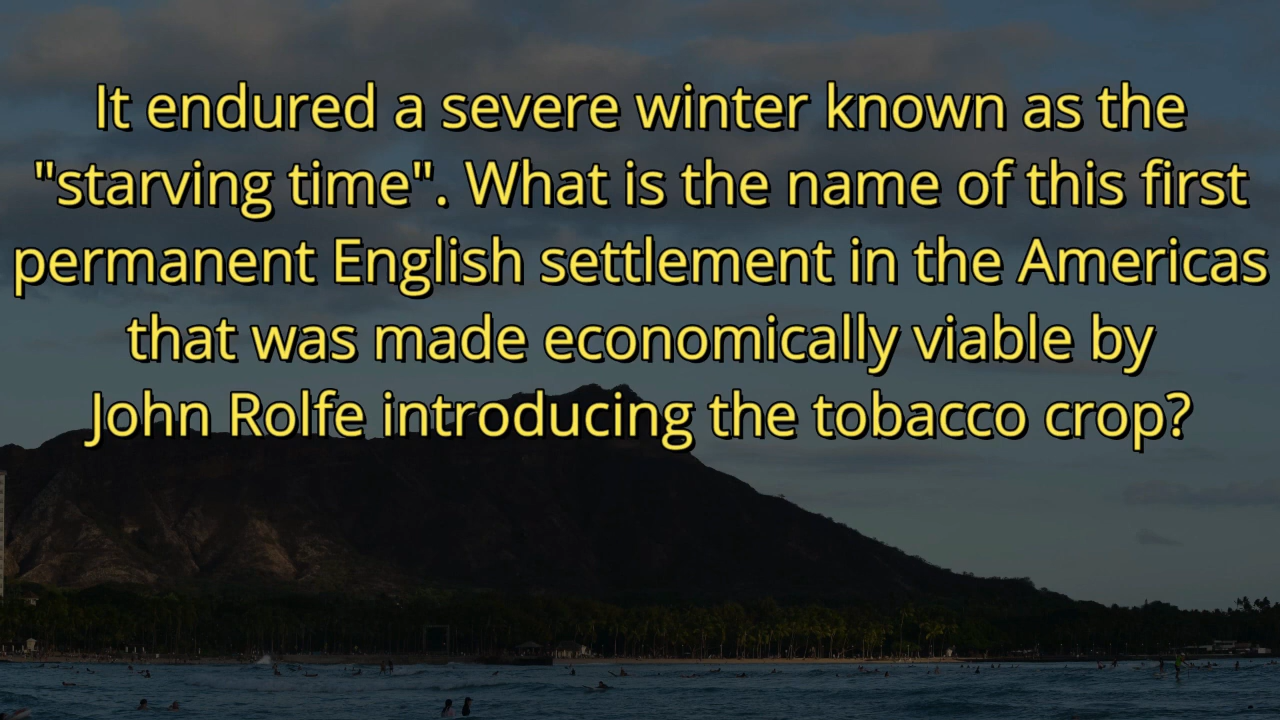 It endured a severe winter known as the
"starving time". What is the name of this first
permanent English settlement in the Americas
that was made economically viable by
John Rolfe introducing the tobacco crop?